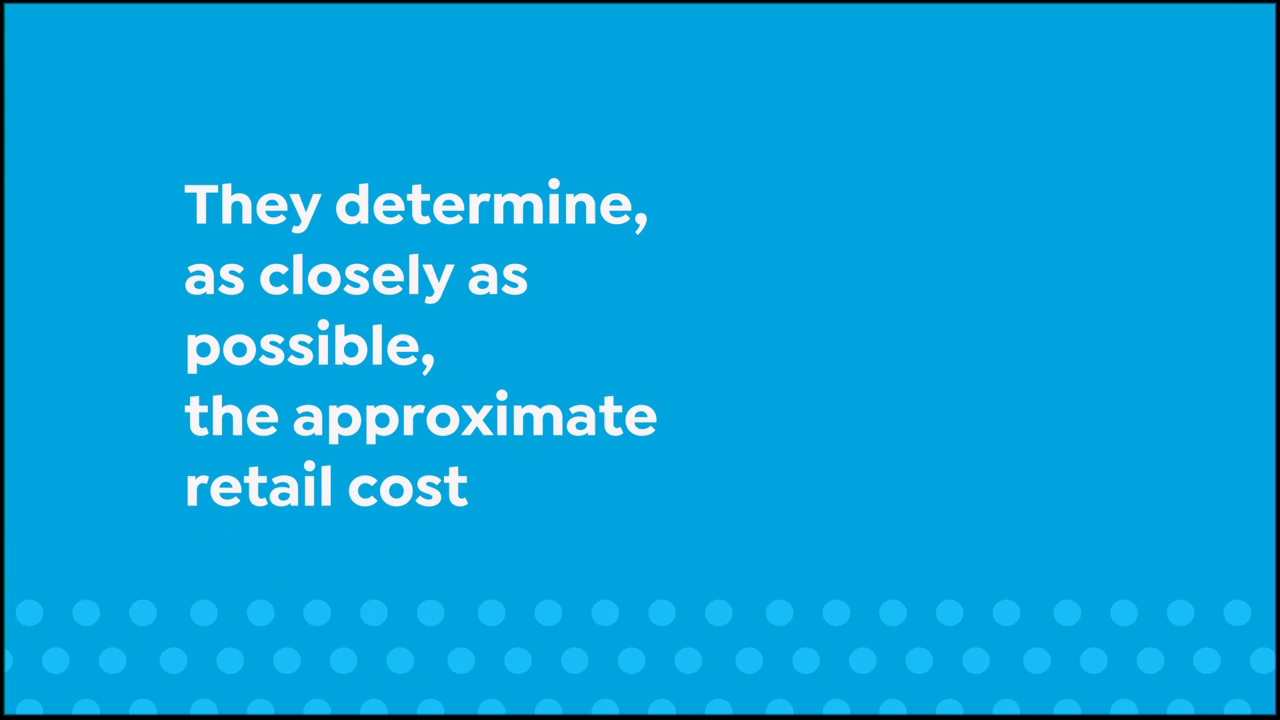 They determine,
as closely as
possible,
the approximate
retail cost